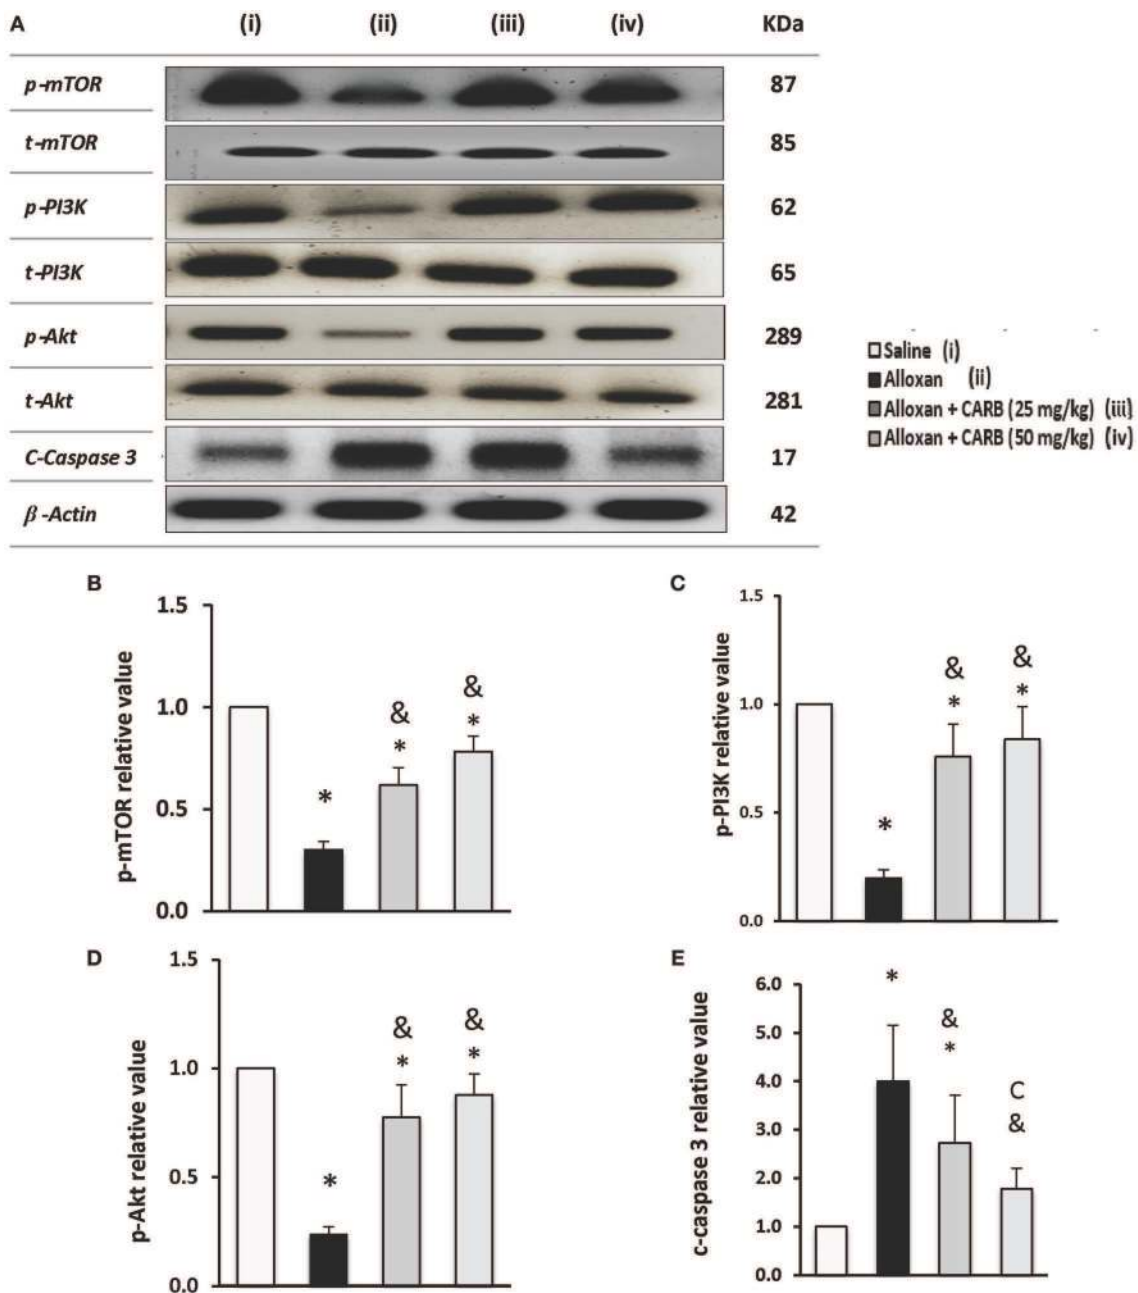 A (i) (ii) (iii) (iv) KDa
p-mTOR 87
t-mTOR 85
p-PI3K 62
t-PI3K 65
p-Akt 289
t-Akt 281
C-Caspase 3 17
β-Actin 42
Saline (i)
Alloxan (ii)
Alloxan + CARB (25 mg/kg) (iii)
Alloxan + CARB (50 mg/kg) (iv)
B
p-mTOR relative value
1.5
1.0
0.5
0.0
*
&
*
&
*
C
p-PI3K relative value
1.5
1.0
0.5
0.0
*
&
*
&
*
D
p-Akt relative value
1.5
1.0
0.5
0.0
*
&
*
&
*
E
c-caspase 3 relative value
6.0
5.0
4.0
3.0
2.0
1.0
0.0
*
&
*
C
&